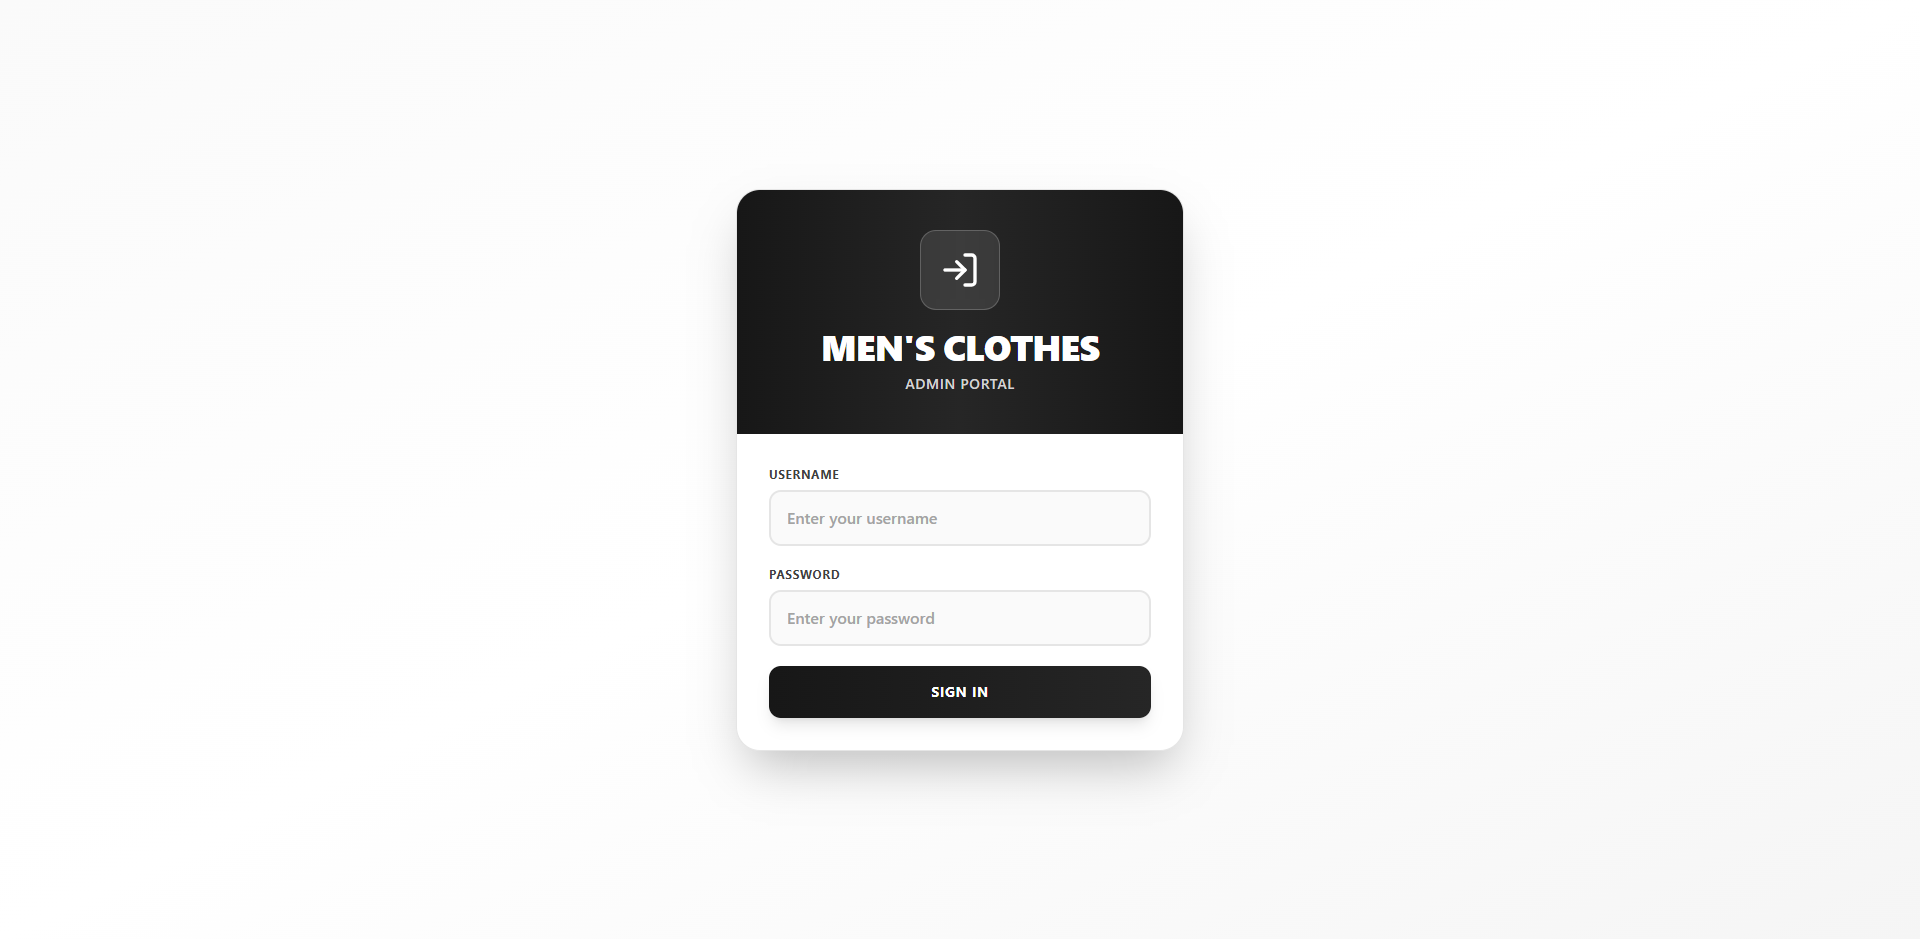 MEN'S CLOTHES
ADMIN PORTAL
USERNAME
Enter your username
PASSWORD
Enter your password
SIGN IN